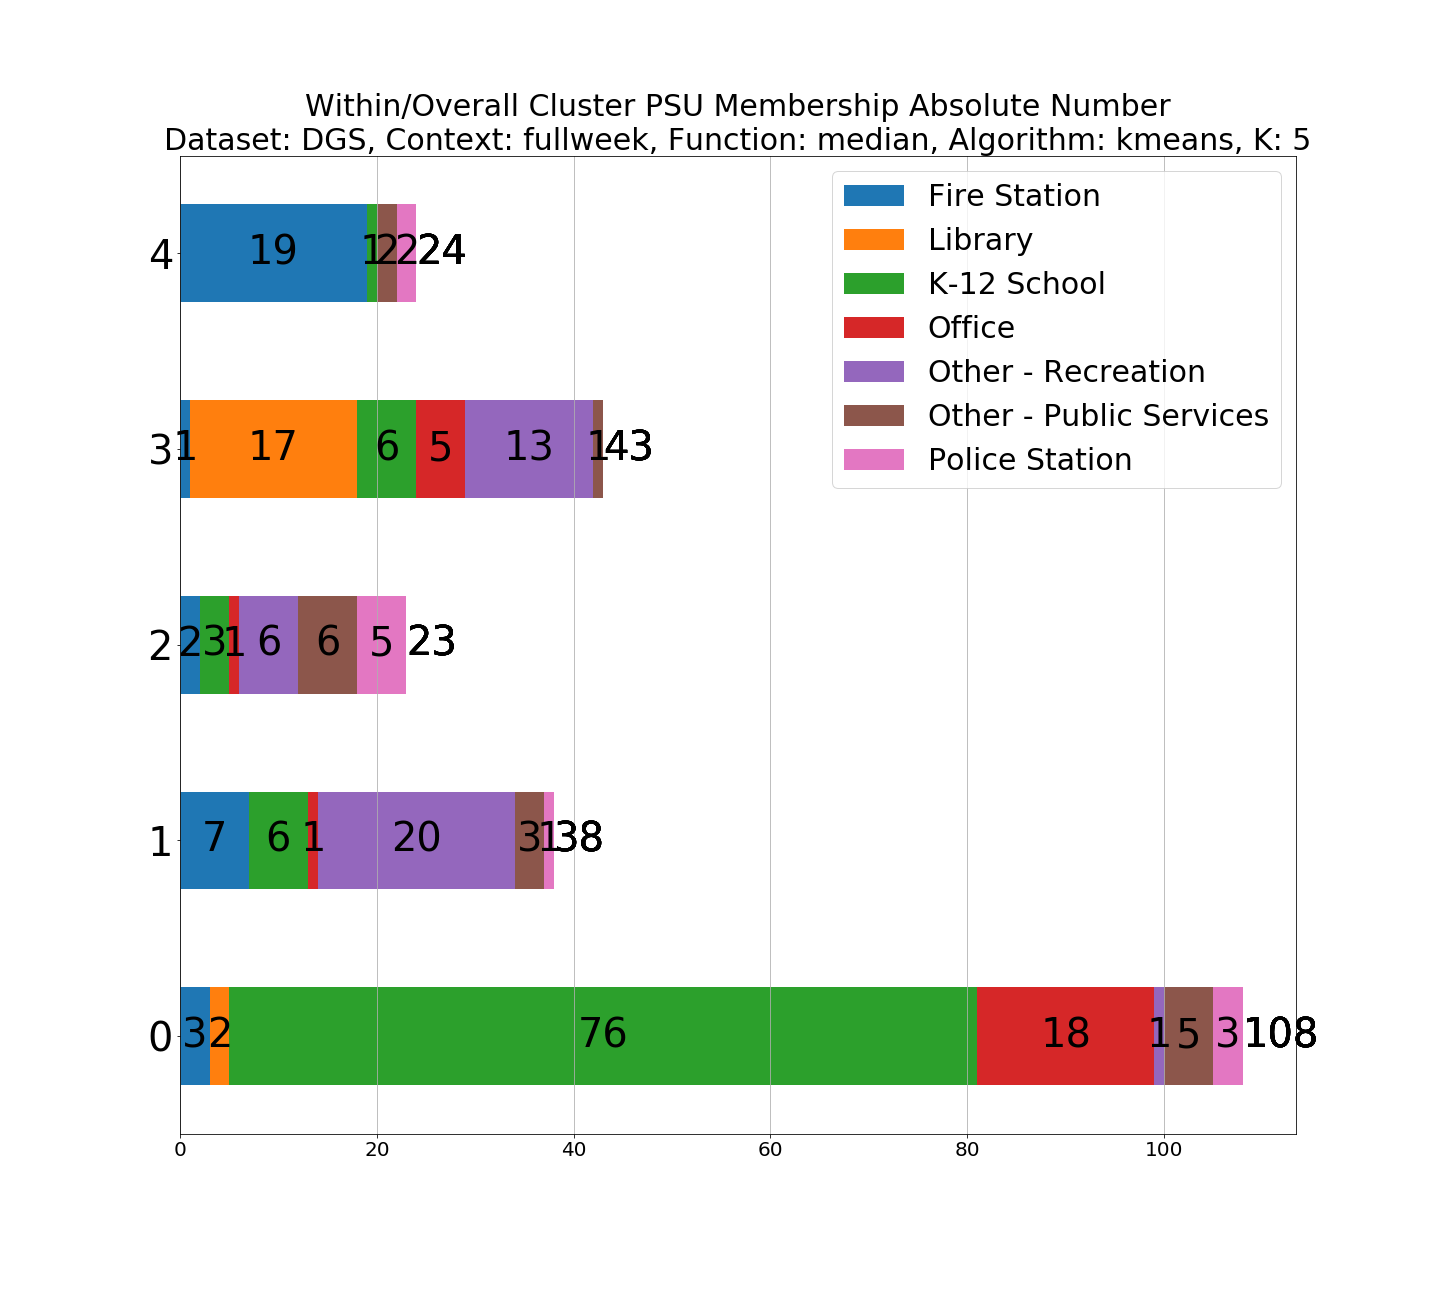 Within/Overall Cluster PSU Membership Absolute Number
Dataset: DGS, Context: fullweek, Function: median, Algorithm: kmeans, K: 5
Fire Station
Library
K-12 School
Office
Other - Recreation
Other - Public Services
Police Station
4 19 1 2 2 24
3 1 17 6 5 13 1 43
2 2 3 1 6 6 5 23
1 7 6 1 20 3 1 38
0 3 2 76 18 1 5 3 108
0 20 40 60 80 100